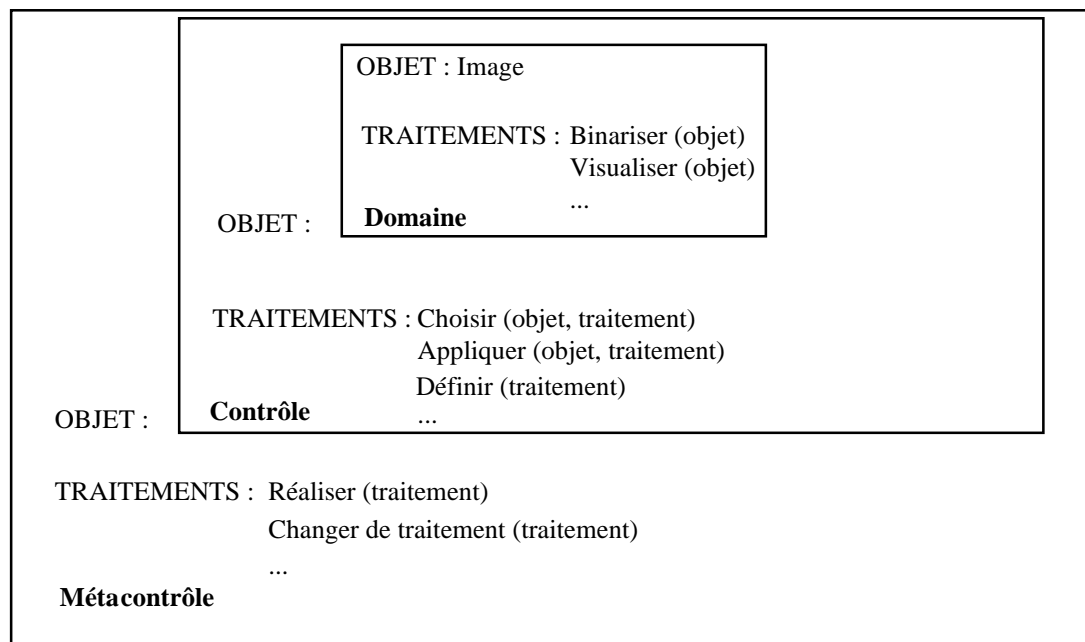 OBJET : Image
TRAITEMENTS : Binariser (objet)
Visualiser (objet)
...
Domaine
OBJET :
TRAITEMENTS : Choisir (objet, traitement)
Appliquer (objet, traitement)
Définir (traitement)
...
Contrôle
OBJET :
TRAITEMENTS : Réaliser (traitement)
Changer de traitement (traitement)
...
Métacontrôle